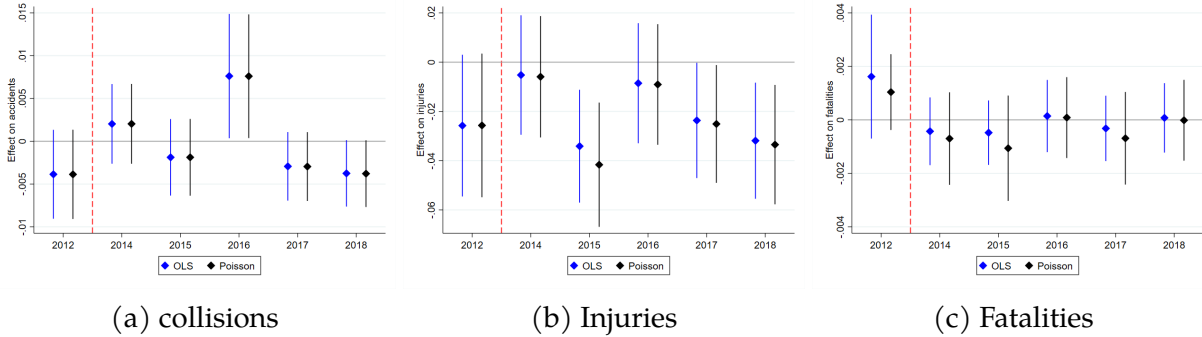 Effect on accidents
.015
.01
.005
0
-.005
-.01
2012 2014 2015 2016 2017 2018
OLS Poisson
(a) collisions
Effect on injuries
.02
0
-.02
-.04
-.06
2012 2014 2015 2016 2017 2018
OLS Poisson
(b) Injuries
Effect on fatalities
.004
.002
0
-.002
-.004
2012 2014 2015 2016 2017 2018
OLS Poisson
(c) Fatalities